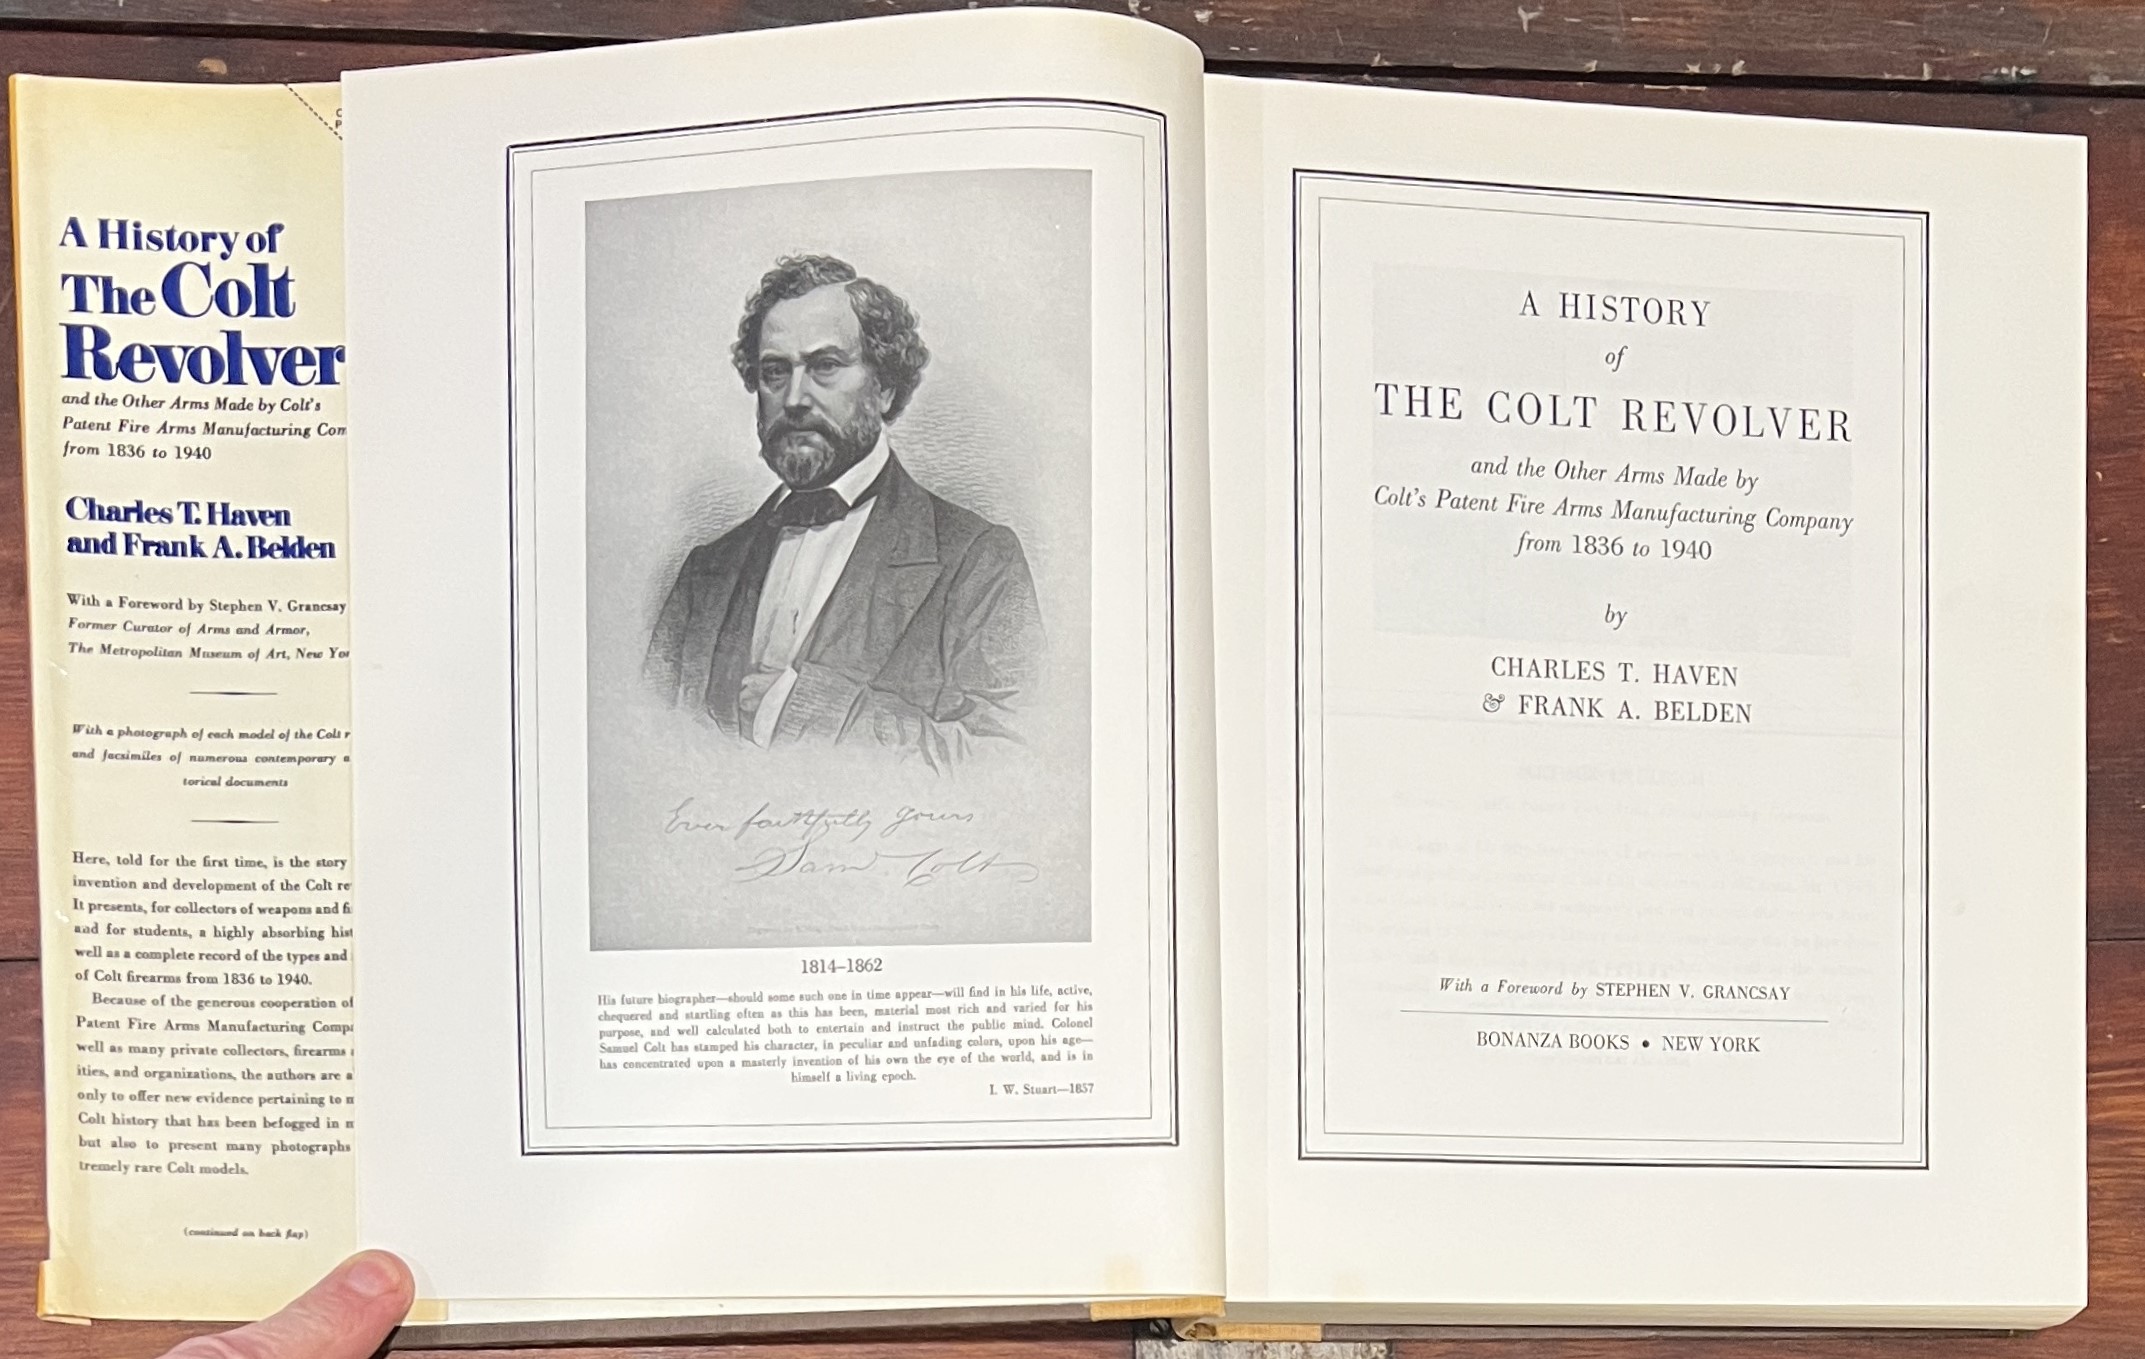 A History of
The Colt
Revolver
and the Other Arms Made by Colt's
Patent Fire Arms Manufacturing Com
from 1836 to 1940
Charles T. Haven
and Frank A. Belden
With a Foreword by Stephen V. Grancsay
Former Curator of Arms and Armor,
The Metropolitan Museum of Art, New Yor
With a photograph of each model of the Colt r
and facsimiles of numerous contemporary a
torical documents
Here, told for the first time, is the story
invention and development of the Colt re
It presents, for collectors of weapons and fi
and for students, a highly absorbing hist
well as a complete record of the types and
of Colt firearms from 1836 to 1940.
Because of the generous cooperation of
Patent Fire Arms Manufacturing Compa
well as many private collectors, firearms a
ities, and organizations, the authors are a
only to offer new evidence pertaining to m
Colt history that has been befogged in m
but also to present many photographs
tremely rare Colt models.
(continued on back flap)
Ever faithfully yours
Saml. Colt
1814–1862
His future biographer—should some such one in time appear—will find in his life, active,
chequered and startling often as this has been, material most rich and varied for his
purpose, and well calculated both to entertain and instruct the public mind. Colonel
Samuel Colt has stamped his character, in peculiar and unfading colors, upon his age—
has concentrated upon a masterly invention of his own the eye of the world, and is in
himself a living epoch.
I. W. Stuart—1857
A HISTORY
of
THE COLT REVOLVER
and the Other Arms Made by
Colt's Patent Fire Arms Manufacturing Company
from 1836 to 1940
by
CHARLES T. HAVEN
& FRANK A. BELDEN
With a Foreword by STEPHEN V. GRANCSAY
BONANZA BOOKS • NEW YORK